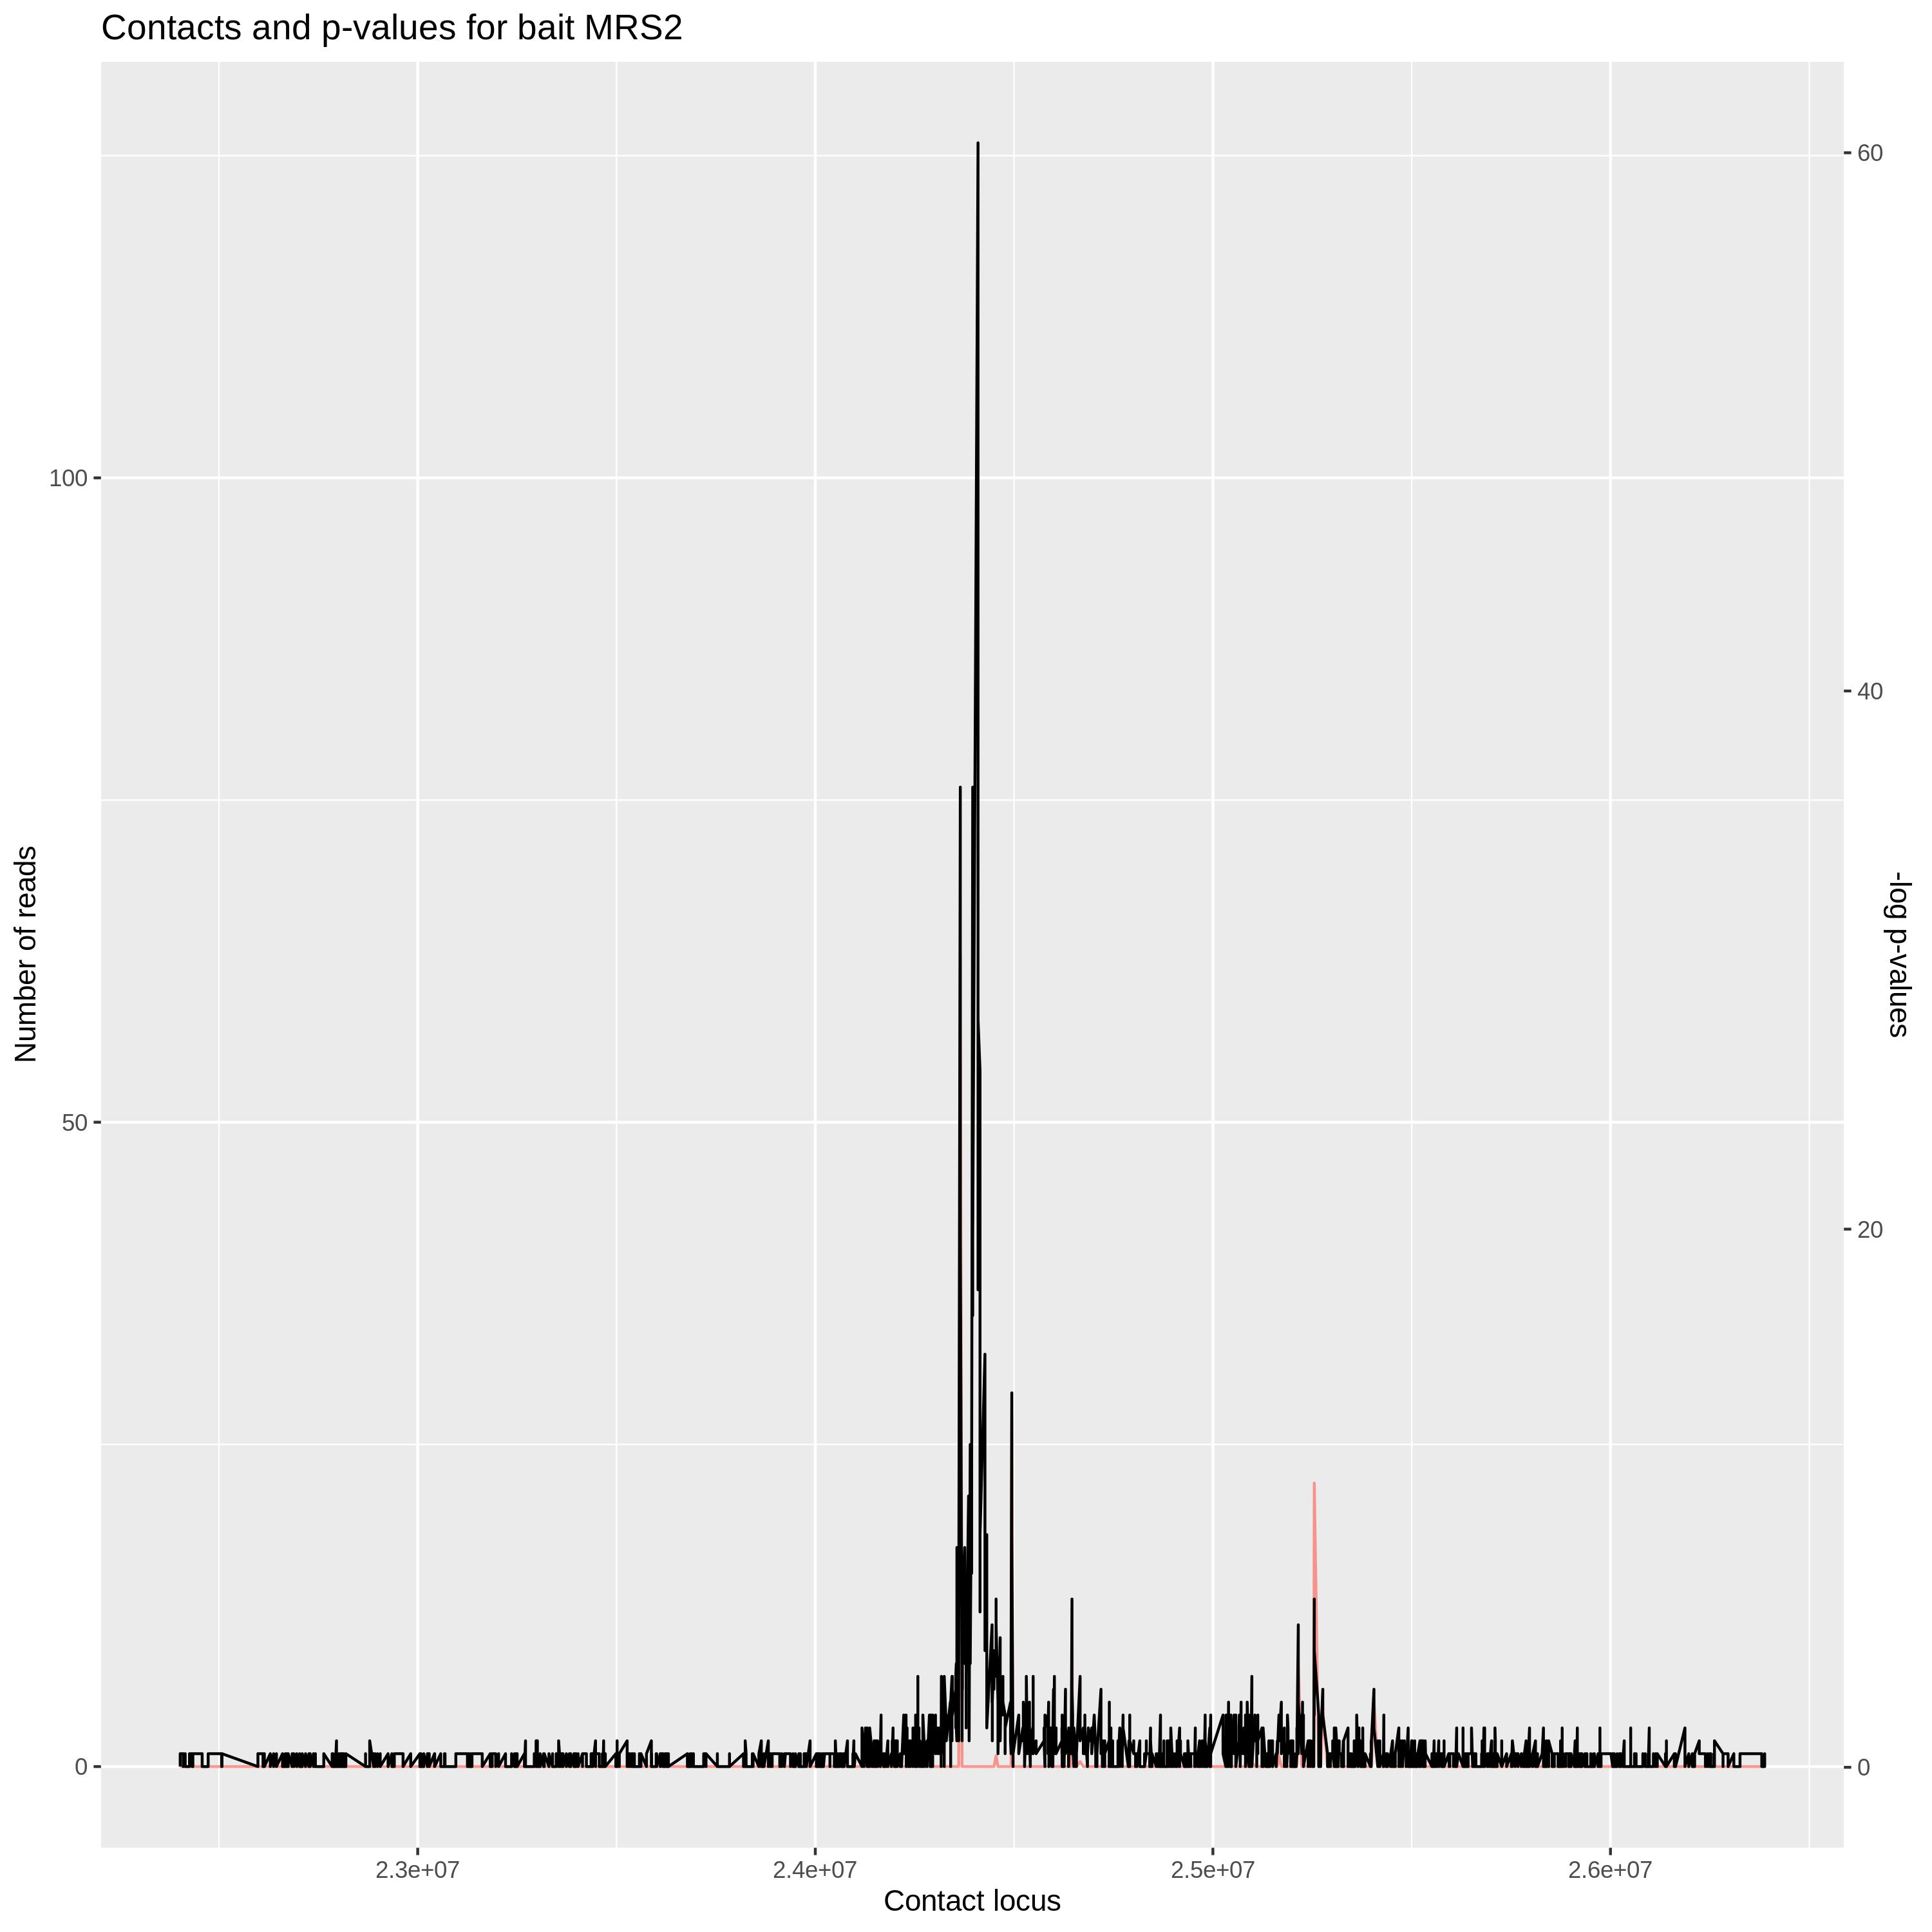 Contacts and p-values for bait MRS2
Number of reads
100
50
0
60
40
20
0
-log p-values
2.3e+07
2.4e+07
2.5e+07
2.6e+07
Contact locus